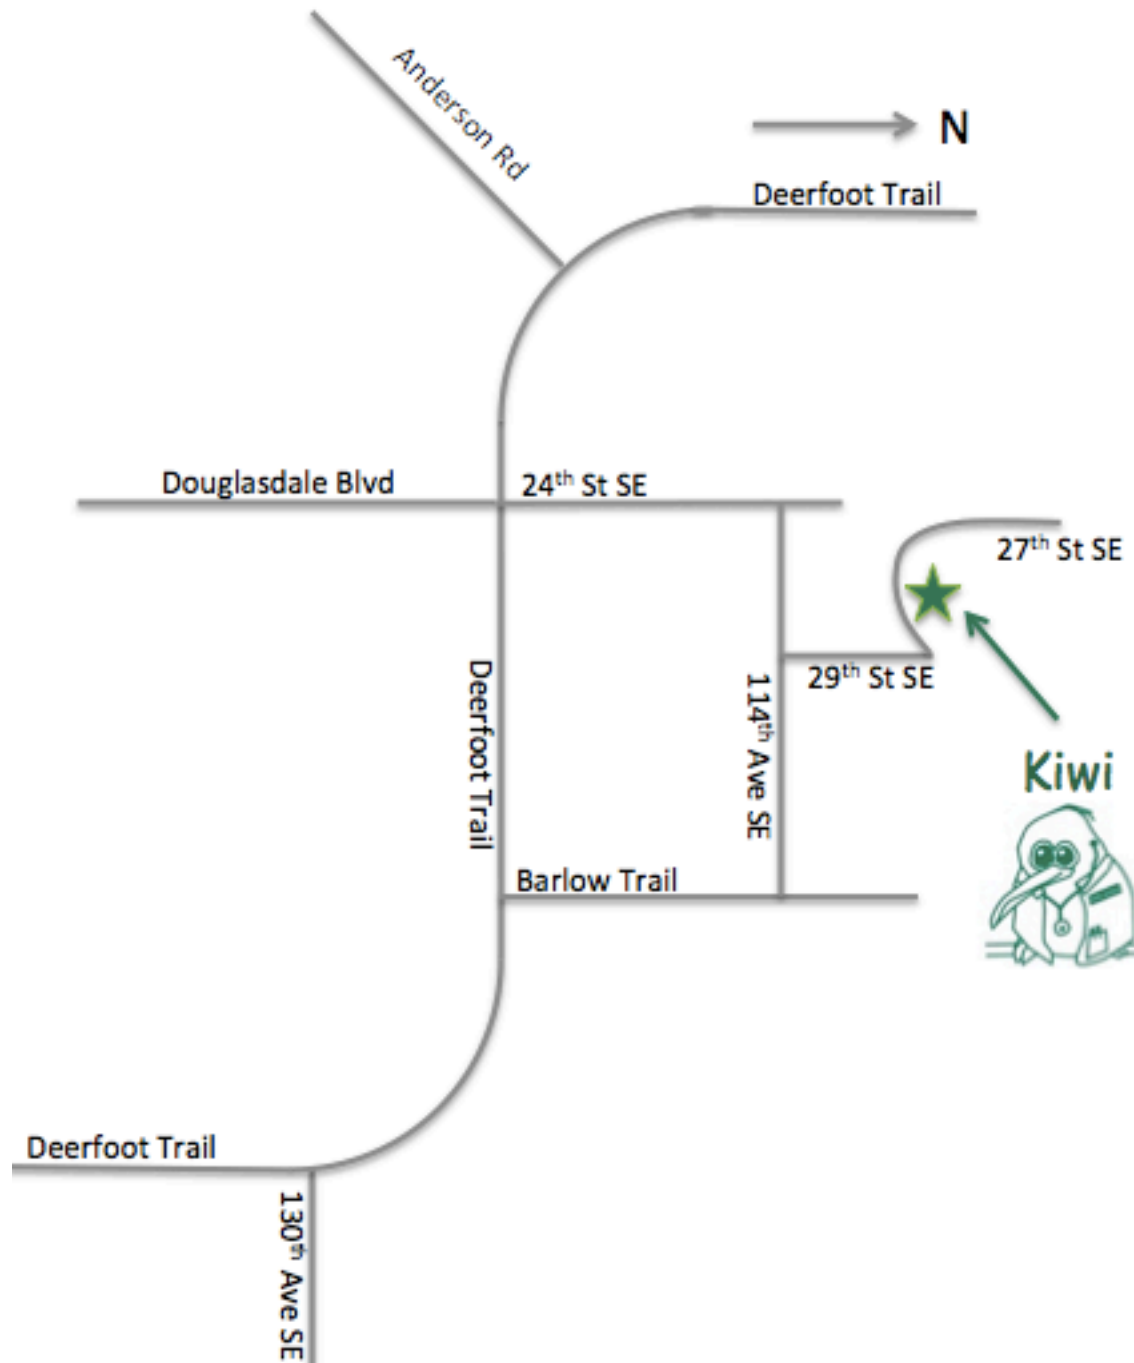 Anderson Rd
N
Deerfoot Trail
Douglasdale Blvd
24th St SE
27th St SE
29th St SE
Deerfoot Trail
114th Ave SE
Kiwi
Barlow Trail
Deerfoot Trail
130th Ave SE